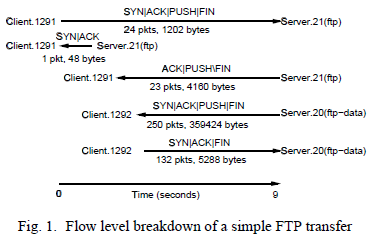 SYN|ACK|PUSH|FIN
Client.1291 Server.21(ftp)
24 pkts, 1202 bytes
SYN|ACK
Client.1291 Server.21(ftp)
1 pkt, 48 bytes
ACK|PUSH\FIN
Client.1291 Server.21(ftp)
23 pkts, 4160 bytes
SYN|ACK|PUSH|FIN
Client.1292 Server.20(ftp-data)
250 pkts, 359424 bytes
SYN|ACK|FIN
Client.1292 Server.20(ftp-data)
132 pkts, 5288 bytes
0 Time (seconds) 9
Fig. 1. Flow level breakdown of a simple FTP transfer